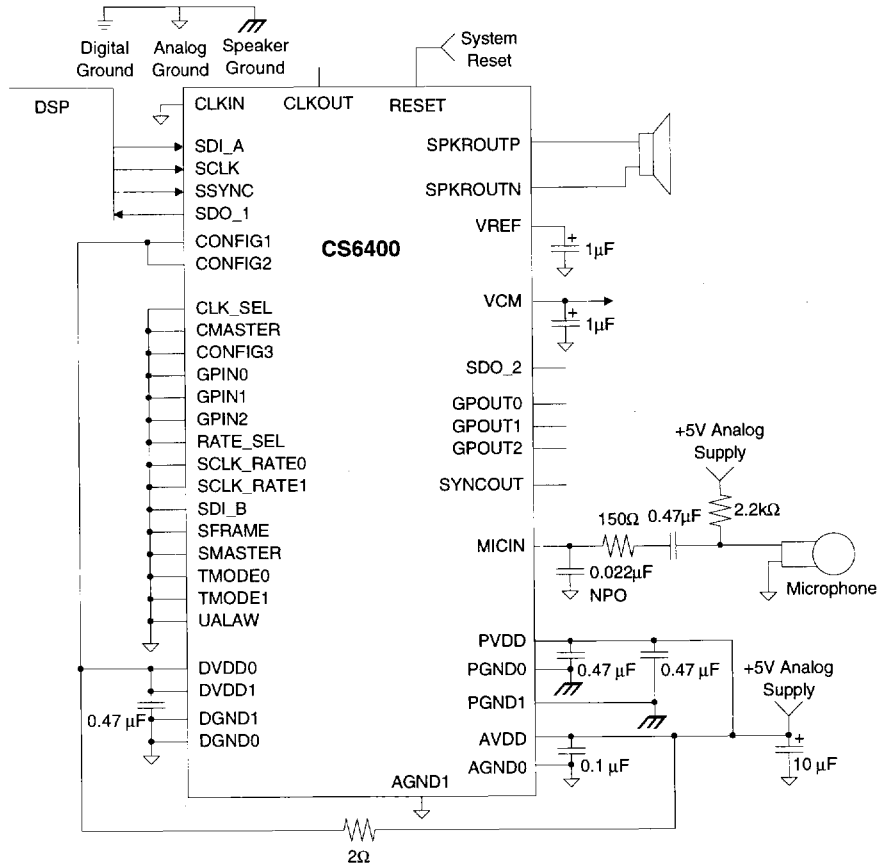 Digital
Ground
Analog
Ground
Speaker
Ground
System
Reset
DSP
CLKIN
CLKOUT
RESET
SDI_A
SCLK
SSYNC
SDO_1
CONFIG1
CONFIG2
CS6400
SPKROUTP
SPKROUTN
VREF
+
1μF
VCM
+
1μF
CLK_SEL
CMASTER
CONFIG3
GPIN0
GPIN1
GPIN2
RATE_SEL
SCLK_RATE0
SCLK_RATE1
SDI_B
SFRAME
SMASTER
TMODE0
TMODE1
UALAW
SDO_2
GPOUT0
GPOUT1
GPOUT2
SYNCOUT
+5V Analog
Supply
2.2kΩ
150Ω
0.47μF
MICIN
0.022μF
NPO
Microphone
DVDD0
DVDD1
0.47 μF
DGND1
DGND0
PVDD
PGND0
0.47 μF
0.47 μF
PGND1
+5V Analog
Supply
AVDD
+
AGND0
0.1 μF
10 μF
AGND1
2Ω